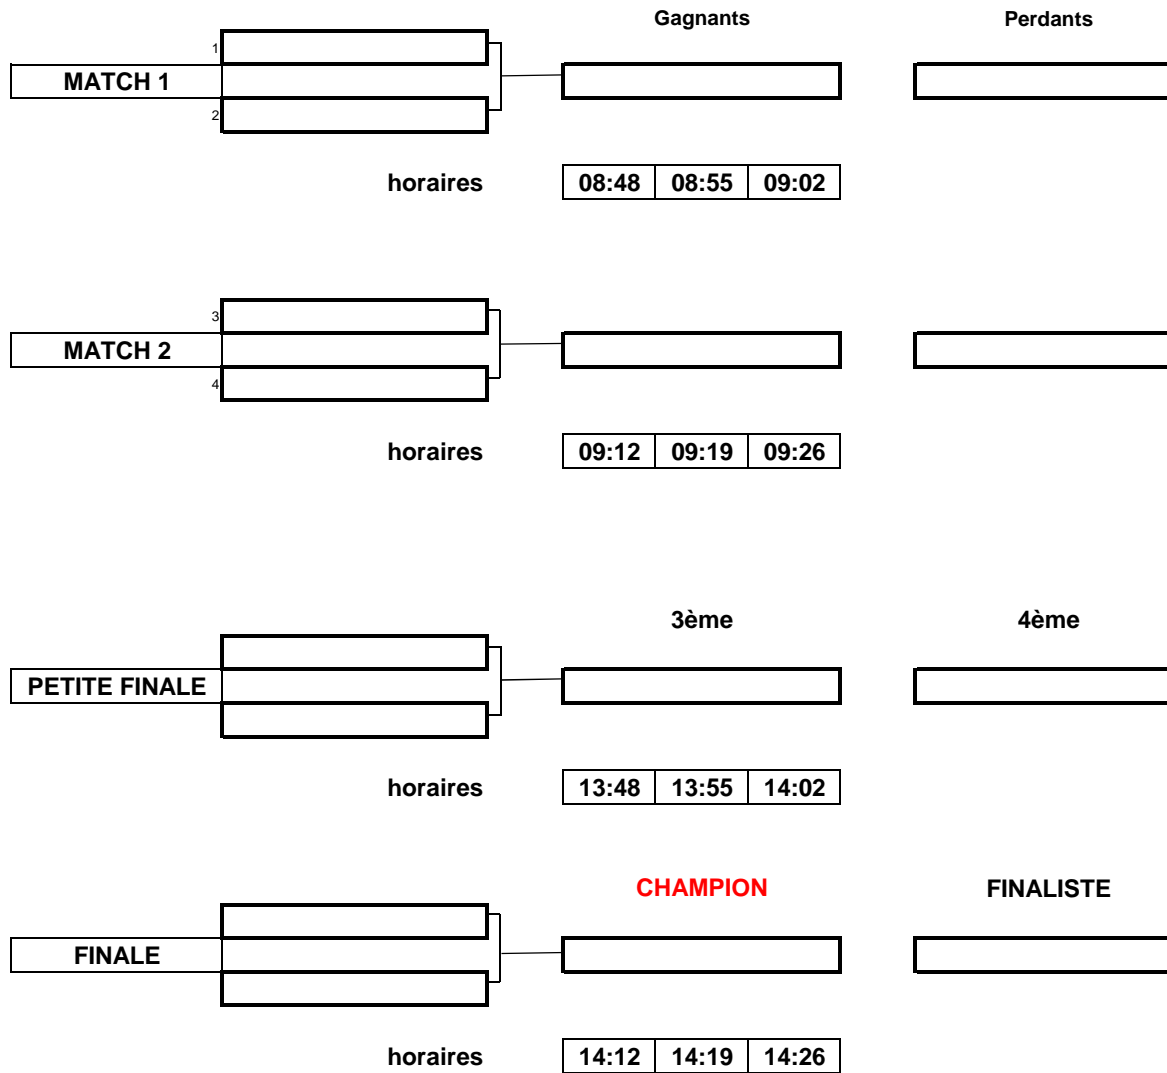 Gagnants Perdants
1
MATCH 1
2
horaires 08:48 08:55 09:02
3
MATCH 2
4
horaires 09:12 09:19 09:26
3ème 4ème
PETITE FINALE
horaires 13:48 13:55 14:02
CHAMPION FINALISTE
FINALE
horaires 14:12 14:19 14:26